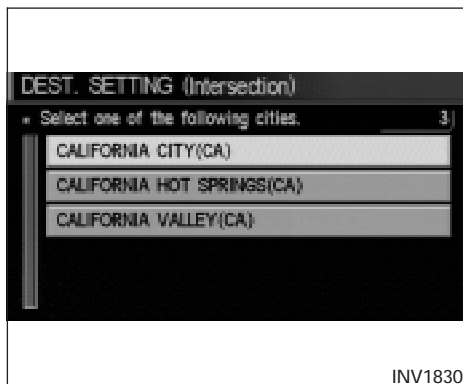 DEST. SETTING (Intersection)
Select one of the following cities. 3
CALIFORNIA CITY(CA)
CALIFORNIA HOT SPRINGS(CA)
CALIFORNIA VALLEY(CA)
INV1830